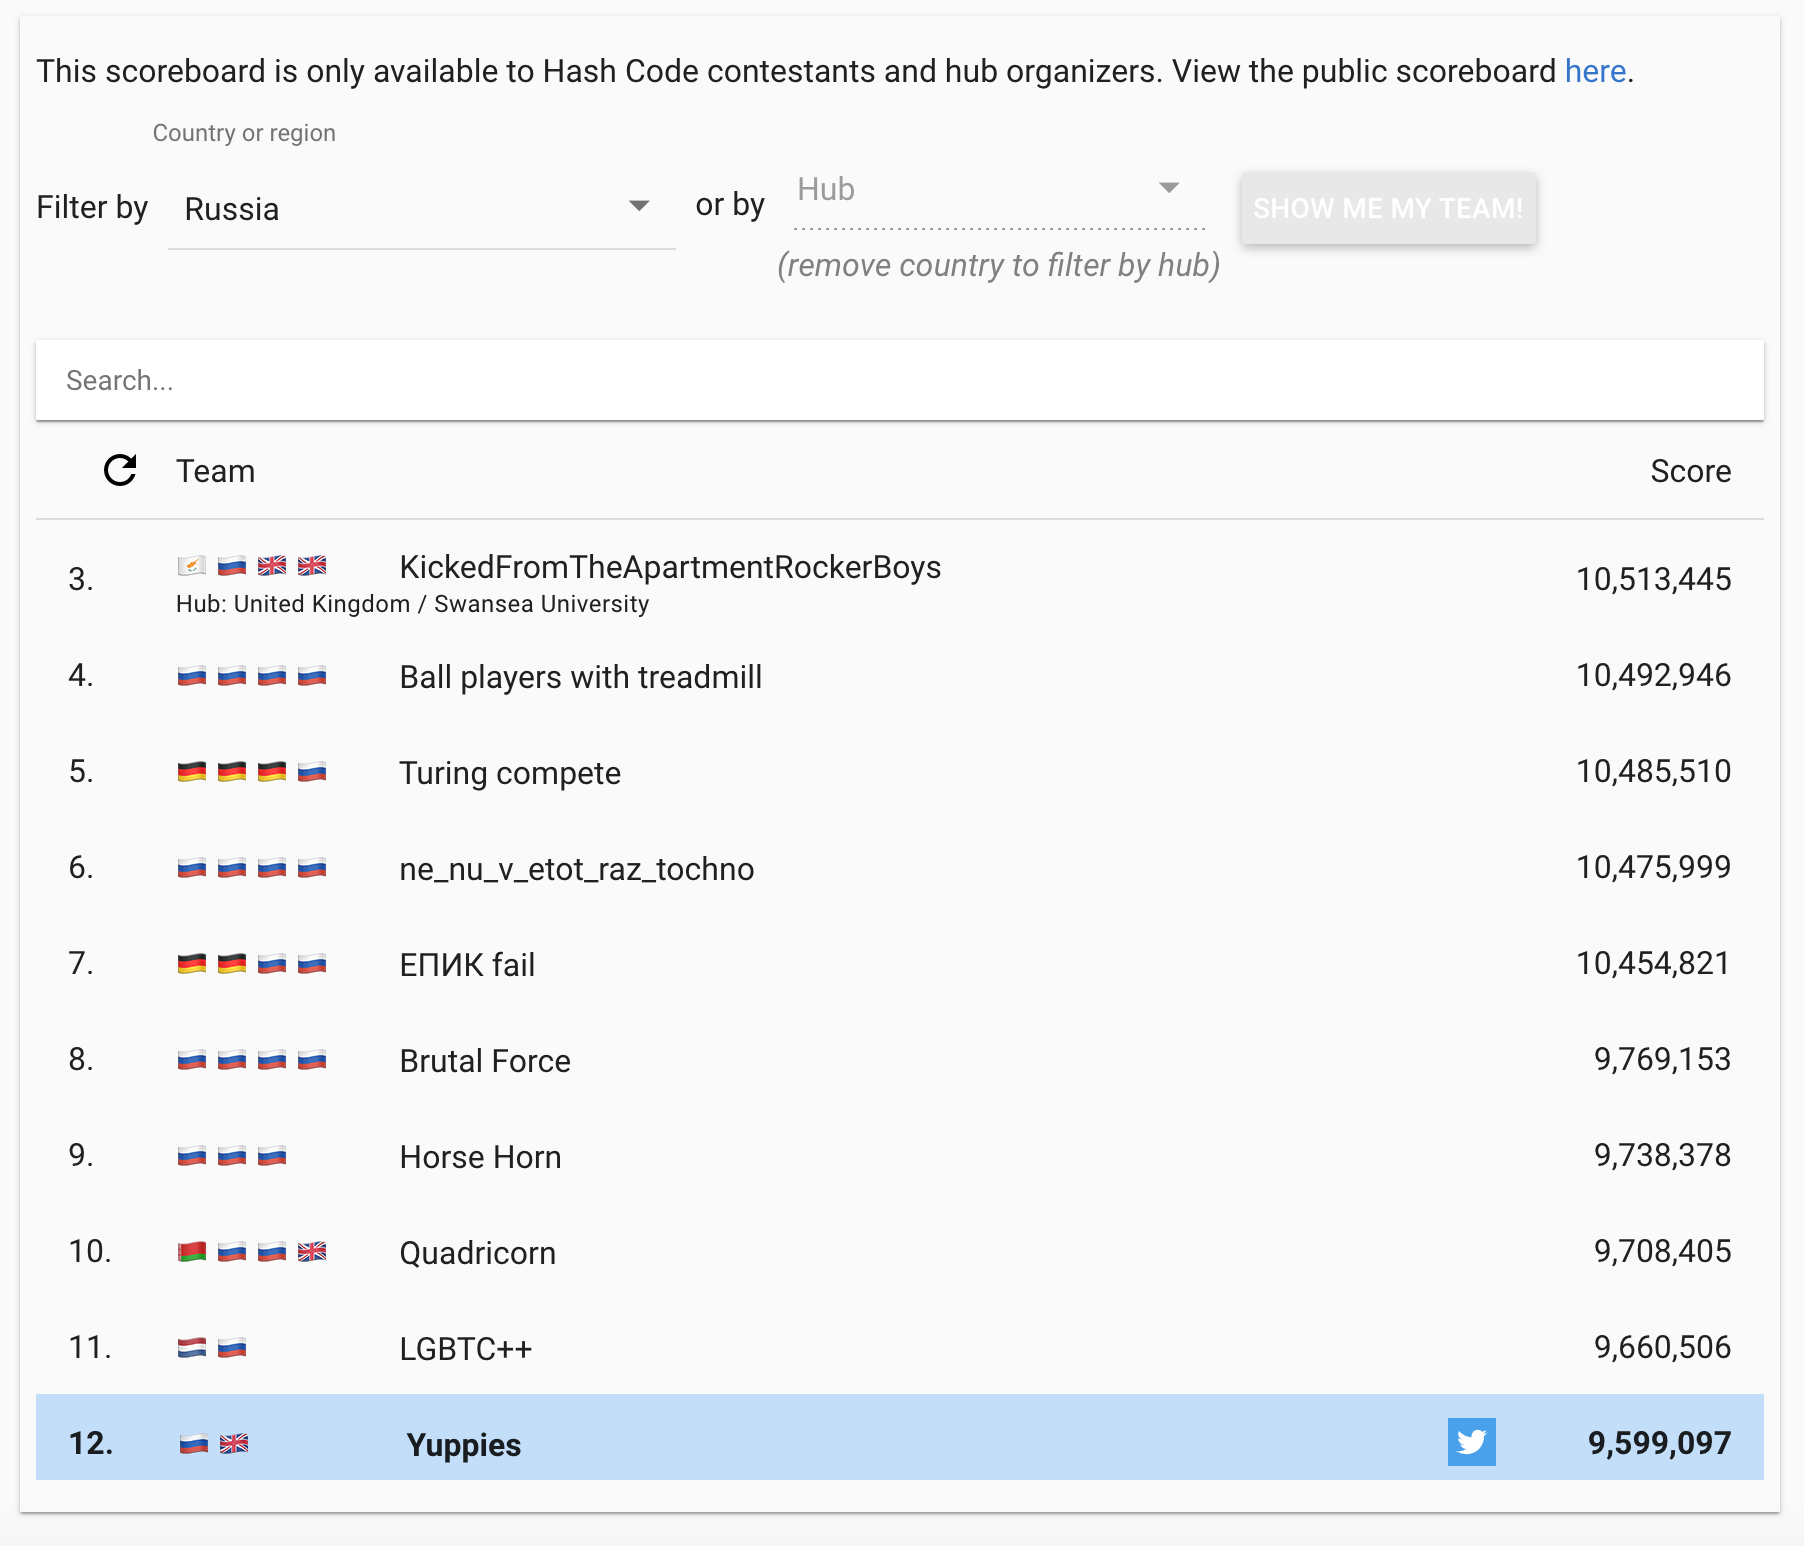 This scoreboard is only available to Hash Code contestants and hub organizers. View the public scoreboard here.
Country or region
Filter by Russia or by Hub SHOW ME MY TEAM!
(remove country to filter by hub)
Search...
Team Score
3. KickedFromTheApartmentRockerBoys 10,513,445
Hub: United Kingdom / Swansea University
4. Ball players with treadmill 10,492,946
5. Turing compete 10,485,510
6. ne_nu_v_etot_raz_tochno 10,475,999
7. ЕПИК fail 10,454,821
8. Brutal Force 9,769,153
9. Horse Horn 9,738,378
10. Quadricorn 9,708,405
11. LGBTC++ 9,660,506
12. Yuppies 9,599,097